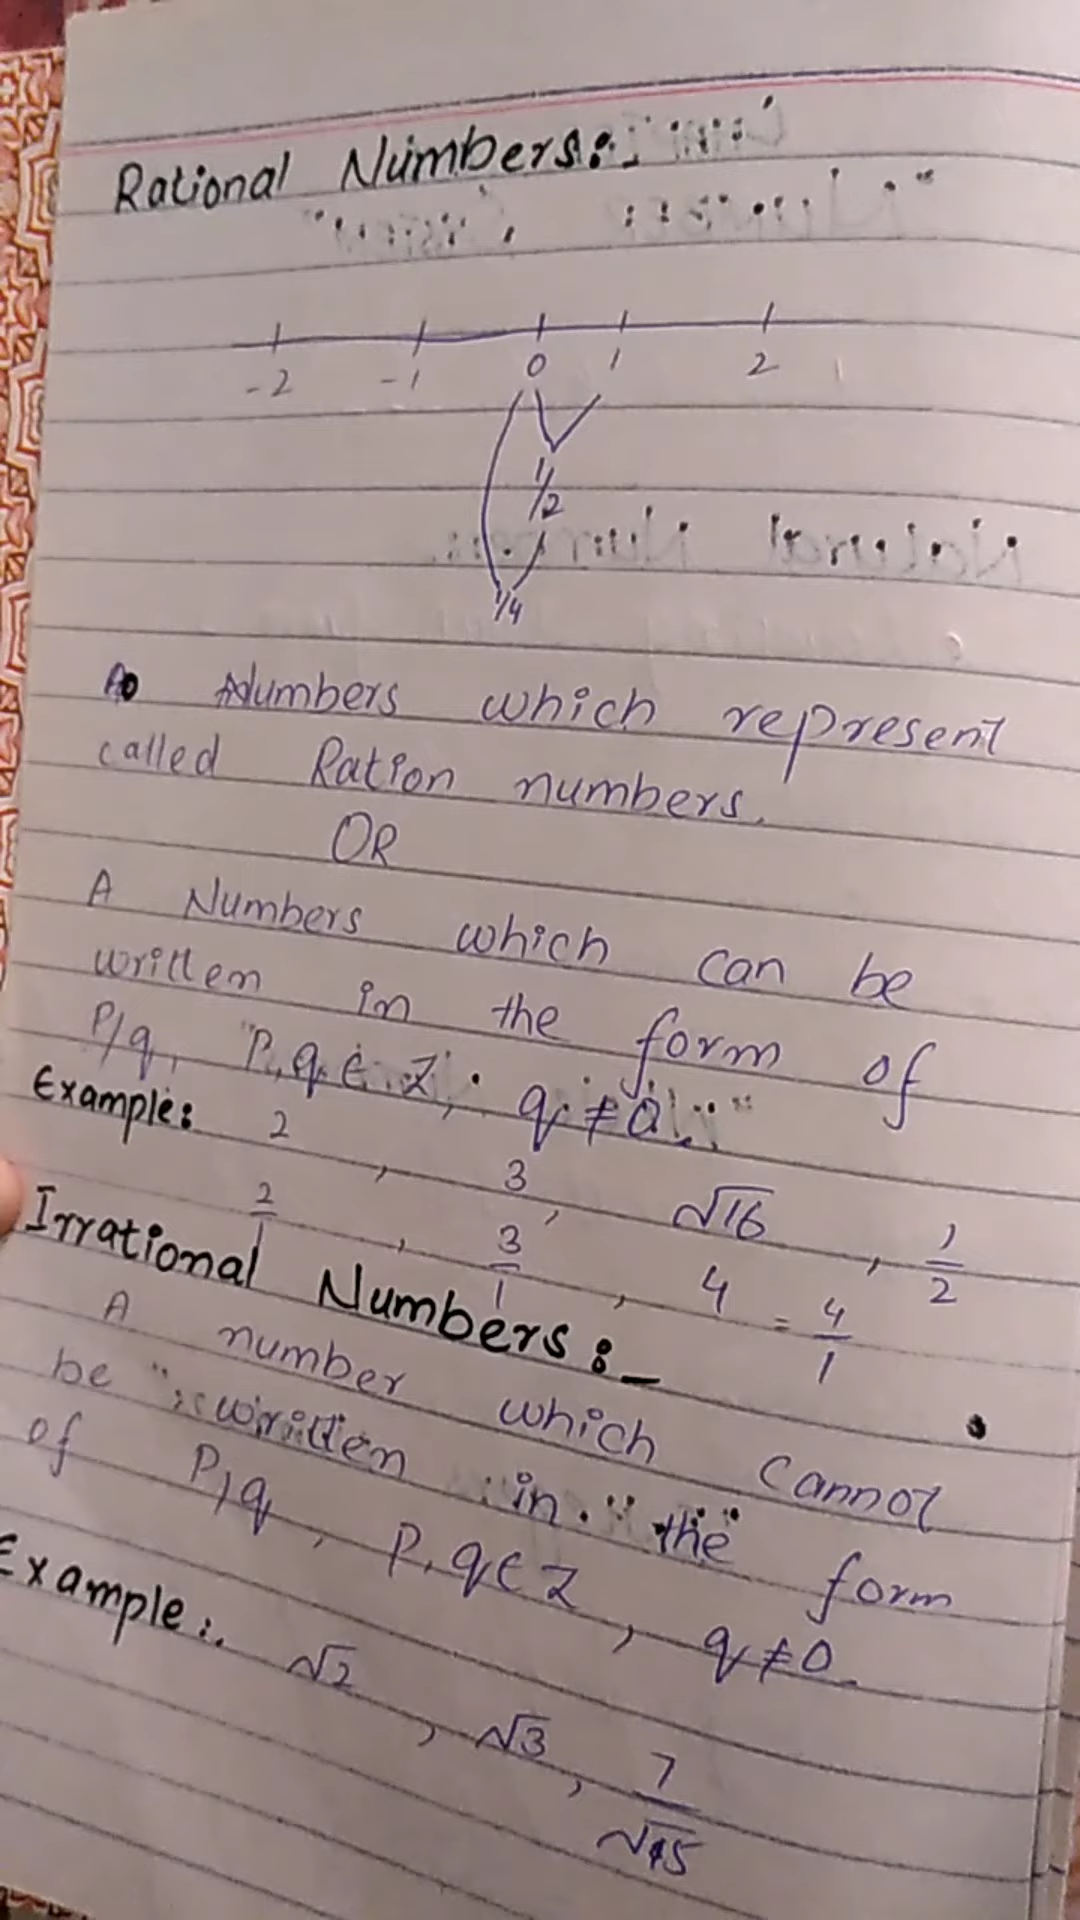 Rational Numbers:
-2 -1 0 1 2
1/2
1/4
Numbers which represent
called Ration numbers.
OR
A Numbers which can be
written in the form of
P/q, "P,q ∈ Z, q ≠ 0."
Example: 2, 3, √16, 1/2
2/1, 3/1, 4 = 4/1
Irrational Numbers:_
A number which cannot
be written in the form
of P/q, P,q ∈ Z, q ≠ 0.
Example:. √2, √3, 7/√15